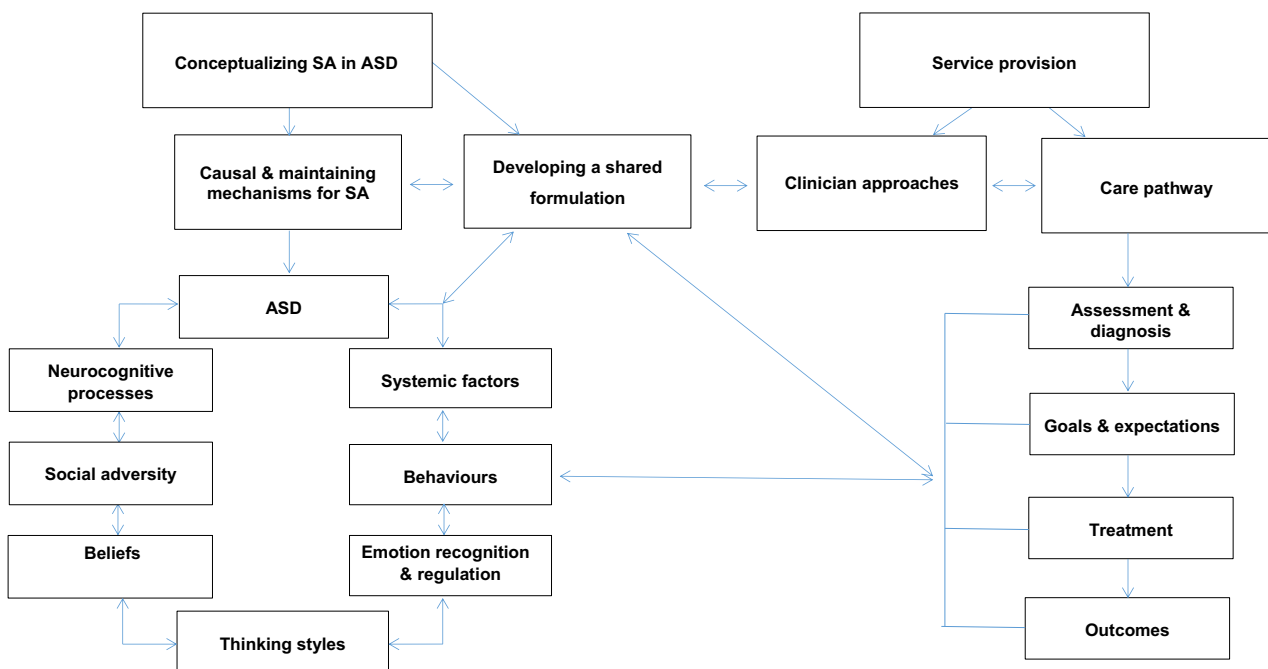 Conceptualizing SA in ASD
Service provision
Causal & maintaining
mechanisms for SA
Developing a shared
formulation
Clinician approaches
Care pathway
ASD
Assessment &
diagnosis
Neurocognitive
processes
Systemic factors
Goals & expectations
Social adversity
Behaviours
Treatment
Beliefs
Emotion recognition
& regulation
Thinking styles
Outcomes